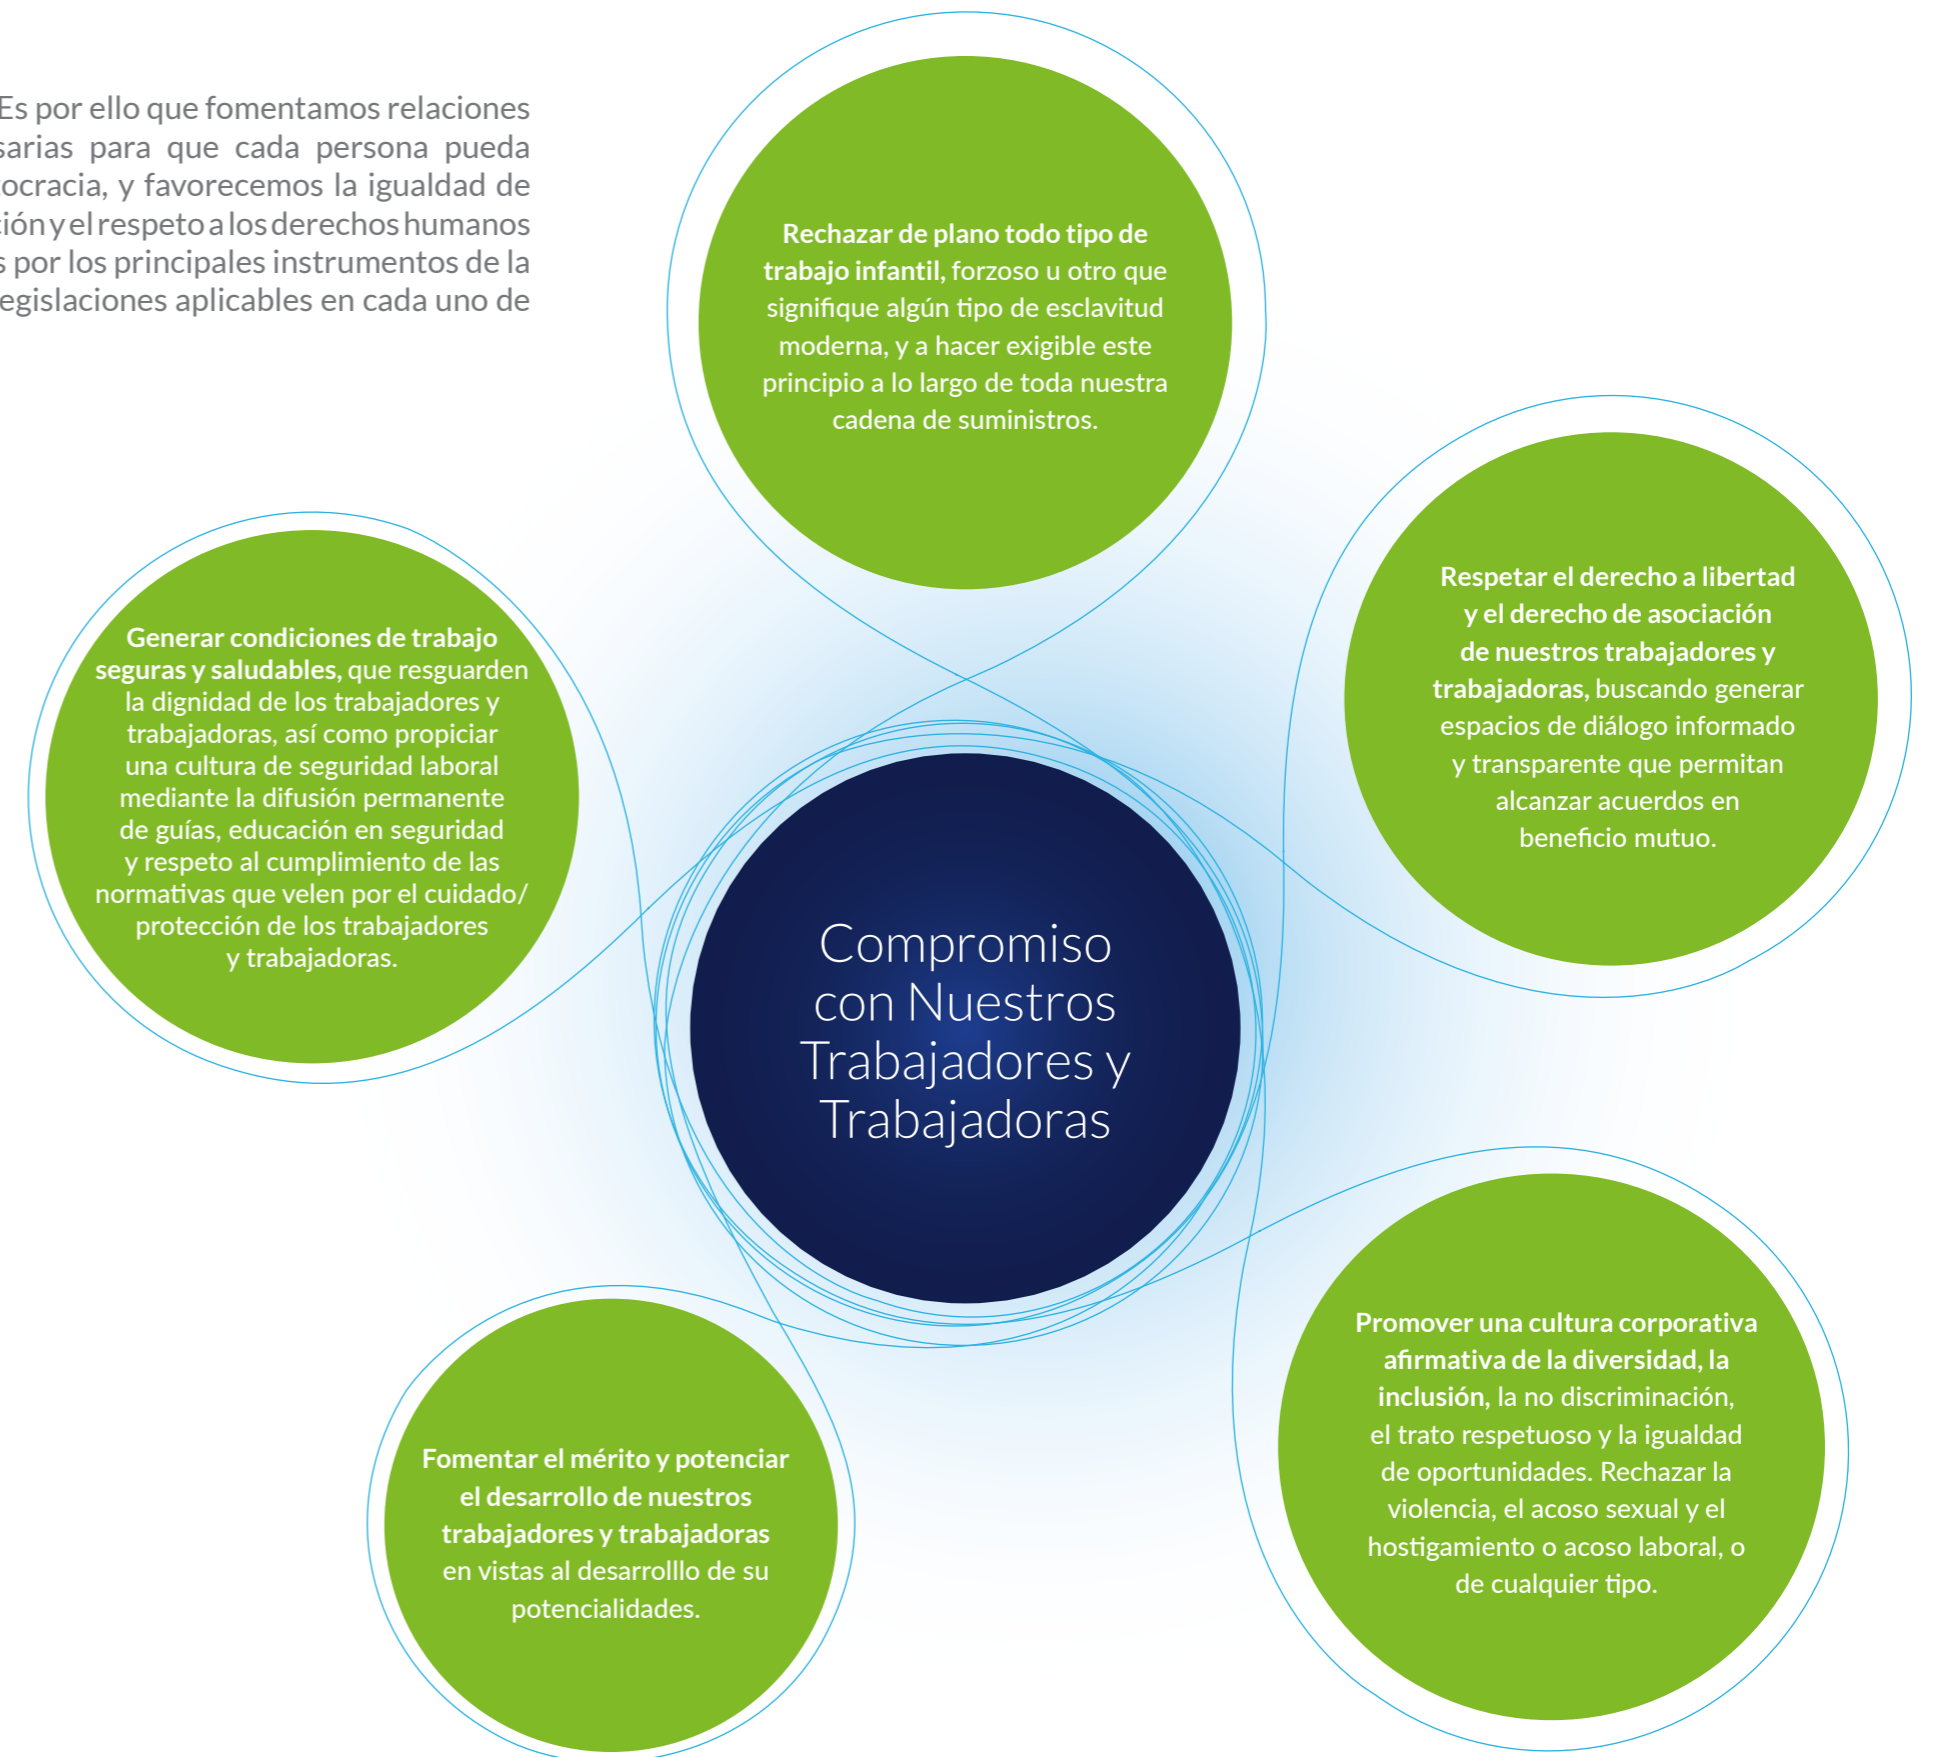 Es por ello que fomentamos relaciones
para que cada persona pueda
y favorecemos la igualdad de
y el respeto a los derechos humanos
por los principales instrumentos de la
aplicables en cada uno de
Rechazar de plano todo tipo de
trabajo infantil, forzoso u otro que
signifique algún tipo de esclavitud
moderna, y a hacer exigible este
principio a lo largo de toda nuestra
cadena de suministros.
Respetar el derecho a libertad
y el derecho de asociación
de nuestros trabajadores y
trabajadoras, buscando generar
espacios de diálogo informado
y transparente que permitan
alcanzar acuerdos en
beneficio mutuo.
Generar condiciones de trabajo
seguras y saludables, que resguarden
la dignidad de los trabajadores y
trabajadoras, así como propiciar
una cultura de seguridad laboral
mediante la difusión permanente
de guías, educación en seguridad
y respeto al cumplimiento de las
normativas que velen por el cuidado/
protección de los trabajadores
y trabajadoras.
Compromiso
con Nuestros
Trabajadores y
Trabajadoras
Promover una cultura corporativa
afirmativa de la diversidad, la
inclusión, la no discriminación,
el trato respetuoso y la igualdad
de oportunidades. Rechazar la
violencia, el acoso sexual y el
hostigamiento o acoso laboral, o
de cualquier tipo.
Fomentar el mérito y potenciar
el desarrollo de nuestros
trabajadores y trabajadoras
en vistas al desarrolllo de su
potencialidades.